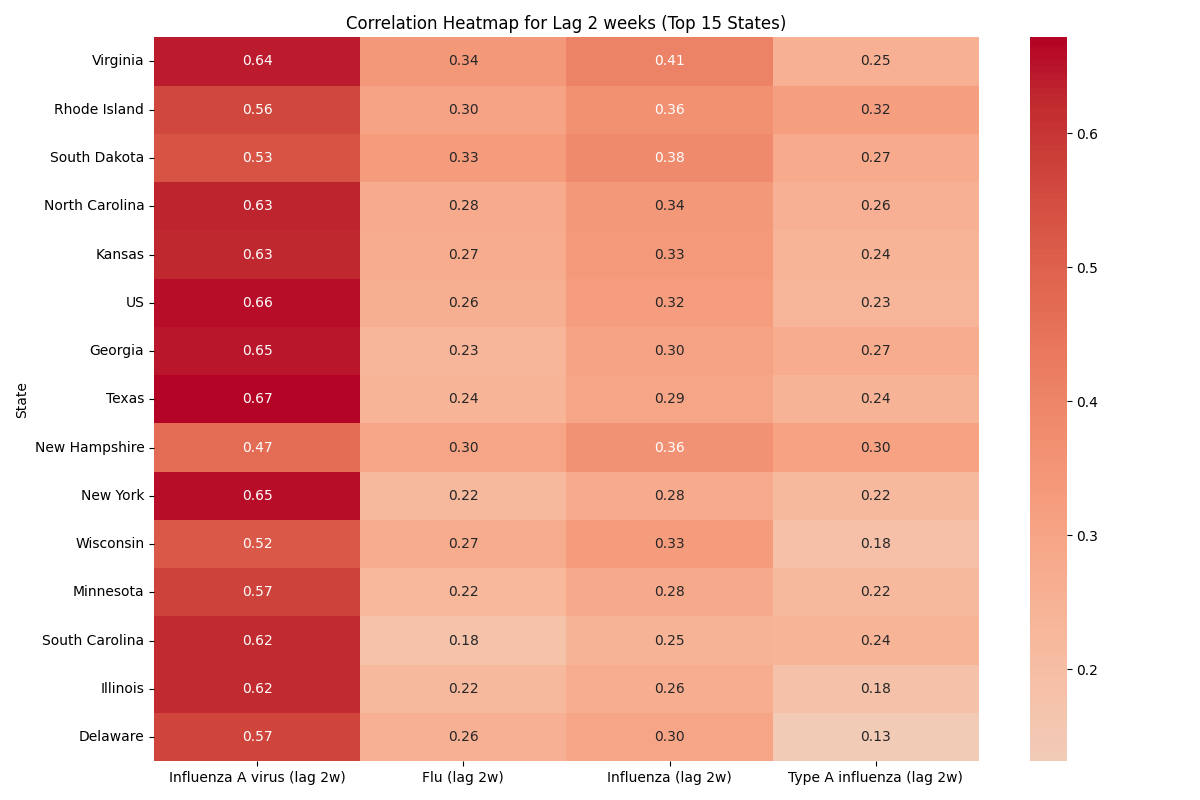 Correlation Heatmap for Lag 2 weeks (Top 15 States)
State
Virginia 0.64 0.34 0.41 0.25
Rhode Island 0.56 0.30 0.36 0.32
South Dakota 0.53 0.33 0.38 0.27
North Carolina 0.63 0.28 0.34 0.26
Kansas 0.63 0.27 0.33 0.24
US 0.66 0.26 0.32 0.23
Georgia 0.65 0.23 0.30 0.27
Texas 0.67 0.24 0.29 0.24
New Hampshire 0.47 0.30 0.36 0.30
New York 0.65 0.22 0.28 0.22
Wisconsin 0.52 0.27 0.33 0.18
Minnesota 0.57 0.22 0.28 0.22
South Carolina 0.62 0.18 0.25 0.24
Illinois 0.62 0.22 0.26 0.18
Delaware 0.57 0.26 0.30 0.13
Influenza A virus (lag 2w) Flu (lag 2w) Influenza (lag 2w) Type A influenza (lag 2w)
0.6
0.5
0.4
0.3
0.2